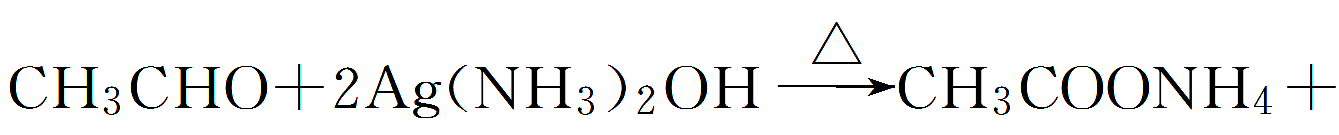 CH₃CHO+2Ag(NH₃)₂OH —△→ CH₃COONH₄+